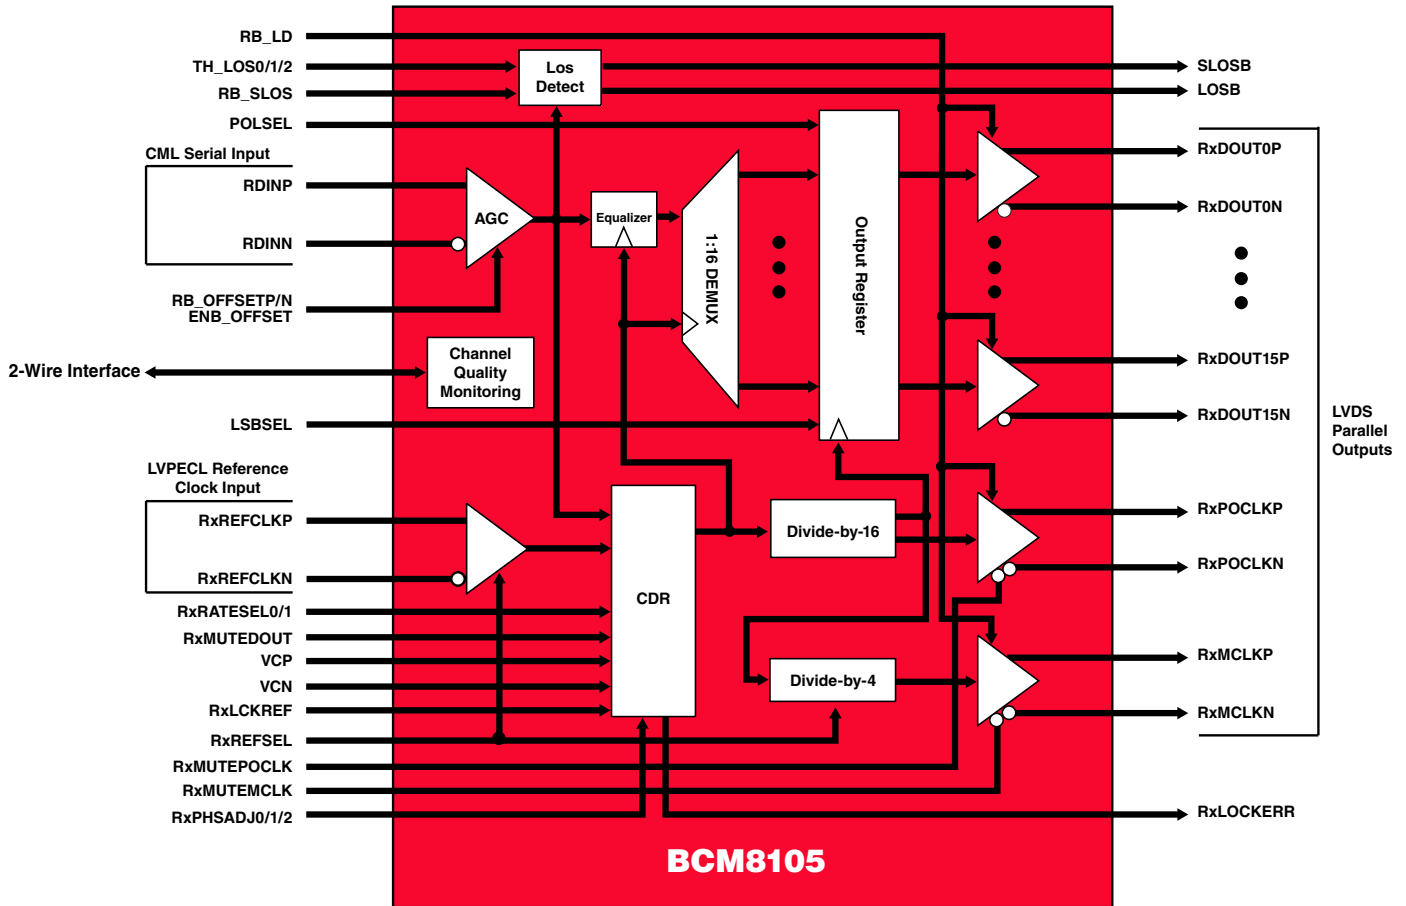 RB_LD
TH_LOS0/1/2
RB_SLOS
POLSEL
CML Serial Input
RDINP
RDINN
RB_OFFSETP/N
ENB_OFFSET
2-Wire Interface
LSBSEL
LVPECL Reference
Clock Input
RxREFCLKP
RxREFCLKN
RxRATESEL0/1
RxMUTEDOUT
VCP
VCN
RxLCKREF
RxREFSEL
RxMUTEPOCLK
RxMUTEMCLK
RxPHSADJ0/1/2
Los
Detect
AGC
Equalizer
1:16 DEMUX
Output Register
Channel
Quality
Monitoring
CDR
Divide-by-16
Divide-by-4
BCM8105
SLOSB
LOSB
RxDOUT0P
RxDOUT0N
RxDOUT15P
RxDOUT15N
RxPOCLKP
RxPOCLKN
RxMCLKP
RxMCLKN
RxLOCKERR
LVDS
Parallel
Outputs